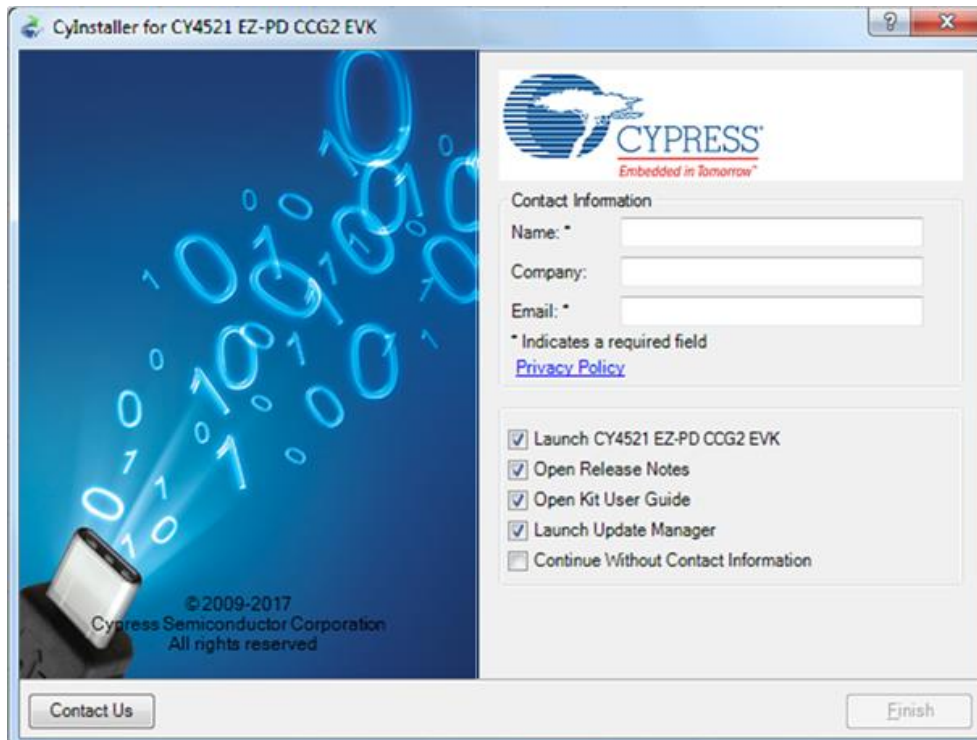 CyInstaller for CY4521 EZ-PD CCG2 EVK
CYPRESS
Embedded in Tomorrow™
Contact Information
Name: *
Company:
Email: *
* Indicates a required field
Privacy Policy
Launch CY4521 EZ-PD CCG2 EVK
Open Release Notes
Open Kit User Guide
Launch Update Manager
Continue Without Contact Information
© 2009-2017
Cypress Semiconductor Corporation
All rights reserved
Contact Us
Finish